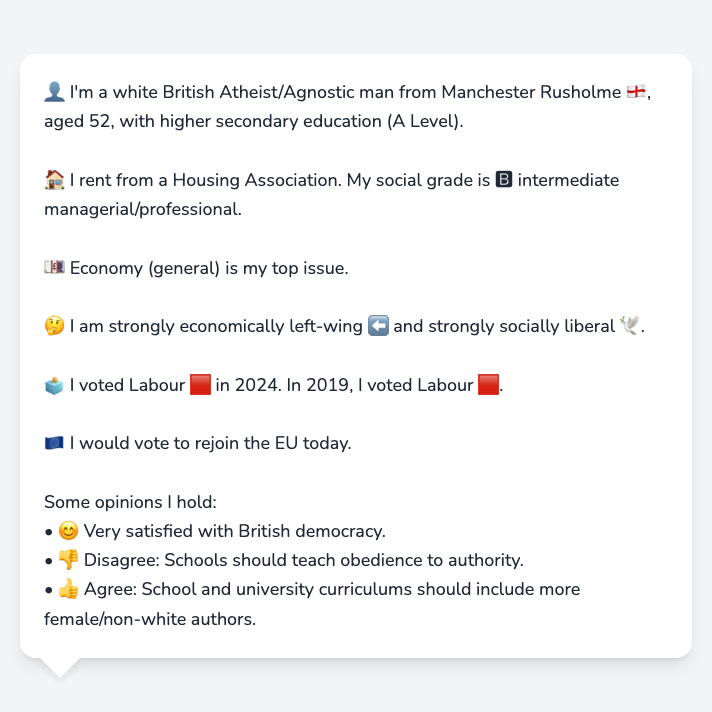 👤 I'm a white British Atheist/Agnostic man from Manchester Rusholme 🏴󠁧󠁢󠁥󠁮󠁧󠁿,
aged 52, with higher secondary education (A Level).
🏠 I rent from a Housing Association. My social grade is 🅱 intermediate
managerial/professional.
💷 Economy (general) is my top issue.
🤔 I am strongly economically left-wing ⬅️ and strongly socially liberal 🕊️.
🗳️ I voted Labour 🟥 in 2024. In 2019, I voted Labour 🟥.
🇪🇺 I would vote to rejoin the EU today.
Some opinions I hold:
• 😊 Very satisfied with British democracy.
• 👎 Disagree: Schools should teach obedience to authority.
• 👍 Agree: School and university curriculums should include more
female/non-white authors.